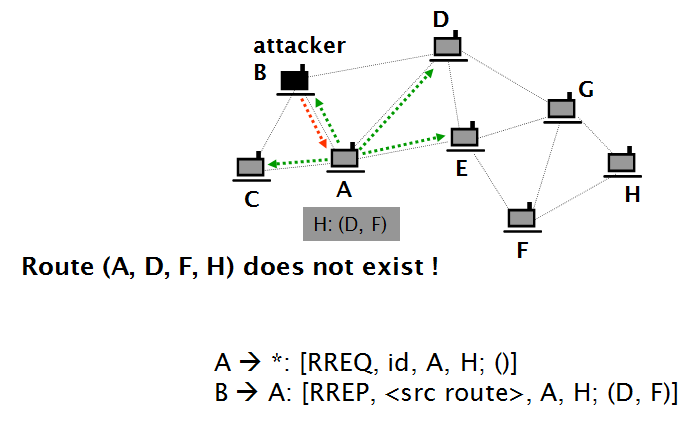 D
attacker
B
G
E
C
A
H
H: (D, F)
F
Route (A, D, F, H) does not exist !
A → *: [RREQ, id, A, H; ()]
B → A: [RREP, <src route>, A, H; (D, F)]